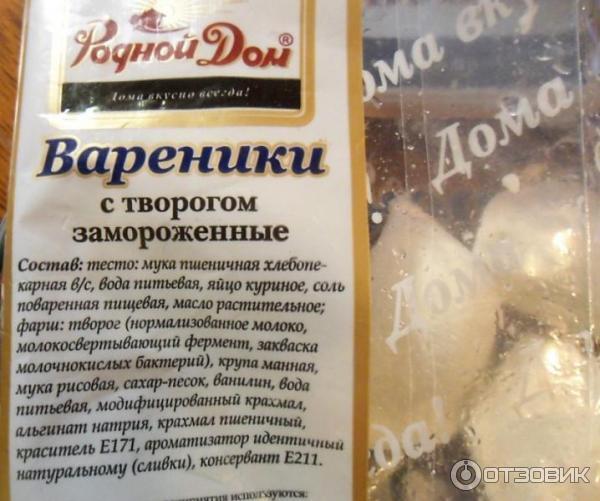 Родной Дом®
Дома вкусно всегда!
Вареники
с творогом
замороженные
Состав: тесто: мука пшеничная хлебопе-
карная в/с, вода питьевая, яйцо куриное, соль
поваренная пищевая, масло растительное;
фарш: творог (нормализованное молоко,
молокосвертывающий фермент, закваска
молочнокислых бактерий), крупа манная,
мука рисовая, сахар-песок, ванилин, вода
питьевая, модифицированный крахмал,
альгинат натрия, крахмал пшеничный,
краситель Е171, ароматизатор идентичный
натуральному (сливки), консервант Е211.
используются:
Дома вку
Дома
Дома
да!
ОТЗОВИК